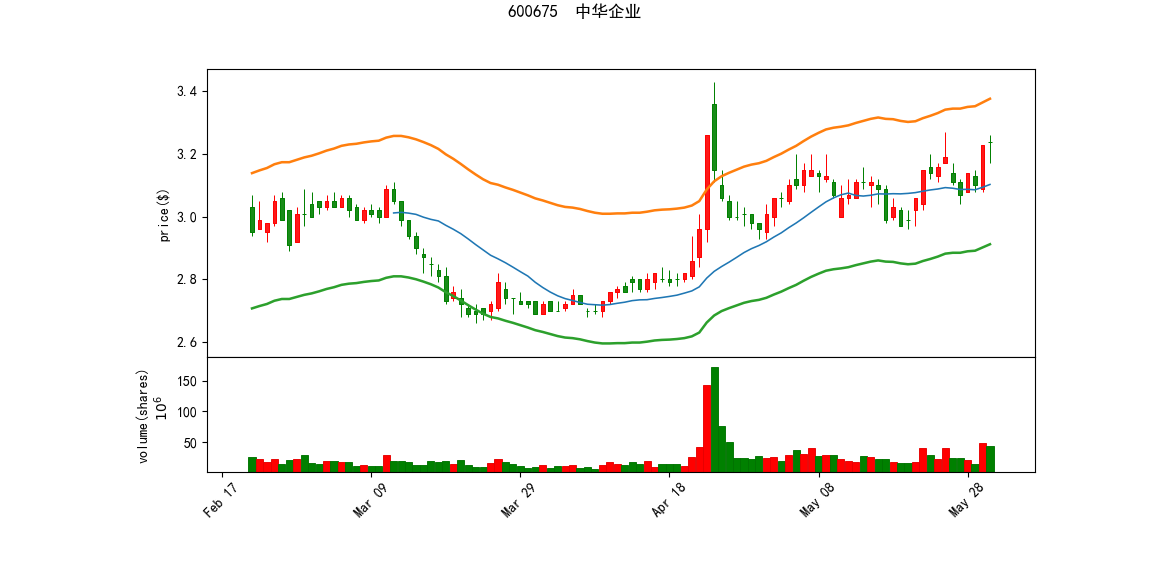 600675 中华企业
price($)
3.4
3.2
3.0
2.8
2.6
volume(shares)
10^6
150
100
50
Feb 17
Mar 09
Mar 29
Apr 18
May 08
May 28